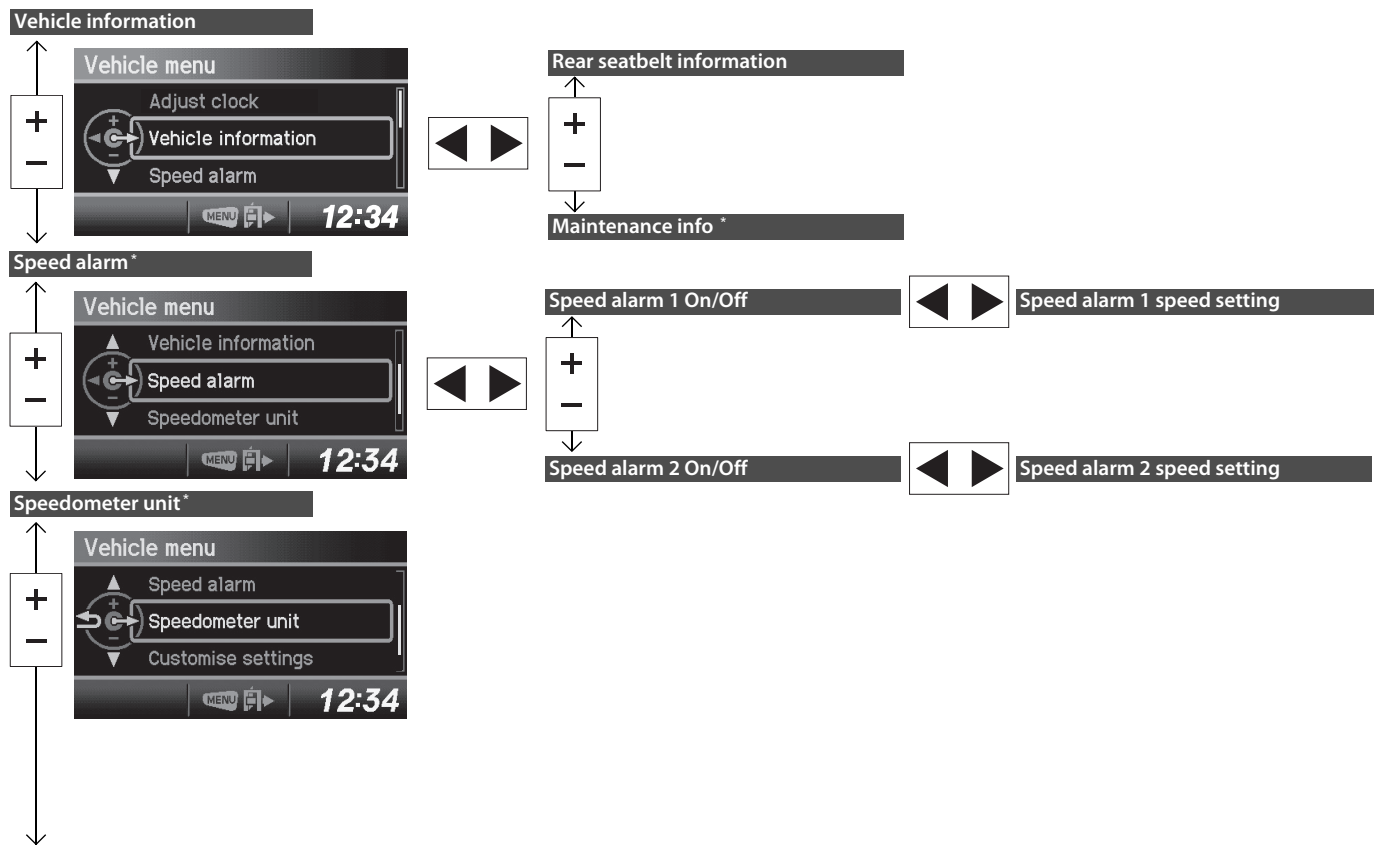 Vehicle information
Vehicle menu
Adjust clock
Vehicle information
Speed alarm
MENU
12:34
+
−
Rear seatbelt information
+
−
Maintenance info *
Speed alarm *
Vehicle menu
Vehicle information
Speed alarm
Speedometer unit
MENU
12:34
+
−
Speed alarm 1 On/Off
Speed alarm 1 speed setting
+
−
Speed alarm 2 On/Off
Speed alarm 2 speed setting
Speedometer unit *
Vehicle menu
Speed alarm
Speedometer unit
Customise settings
MENU
12:34
+
−